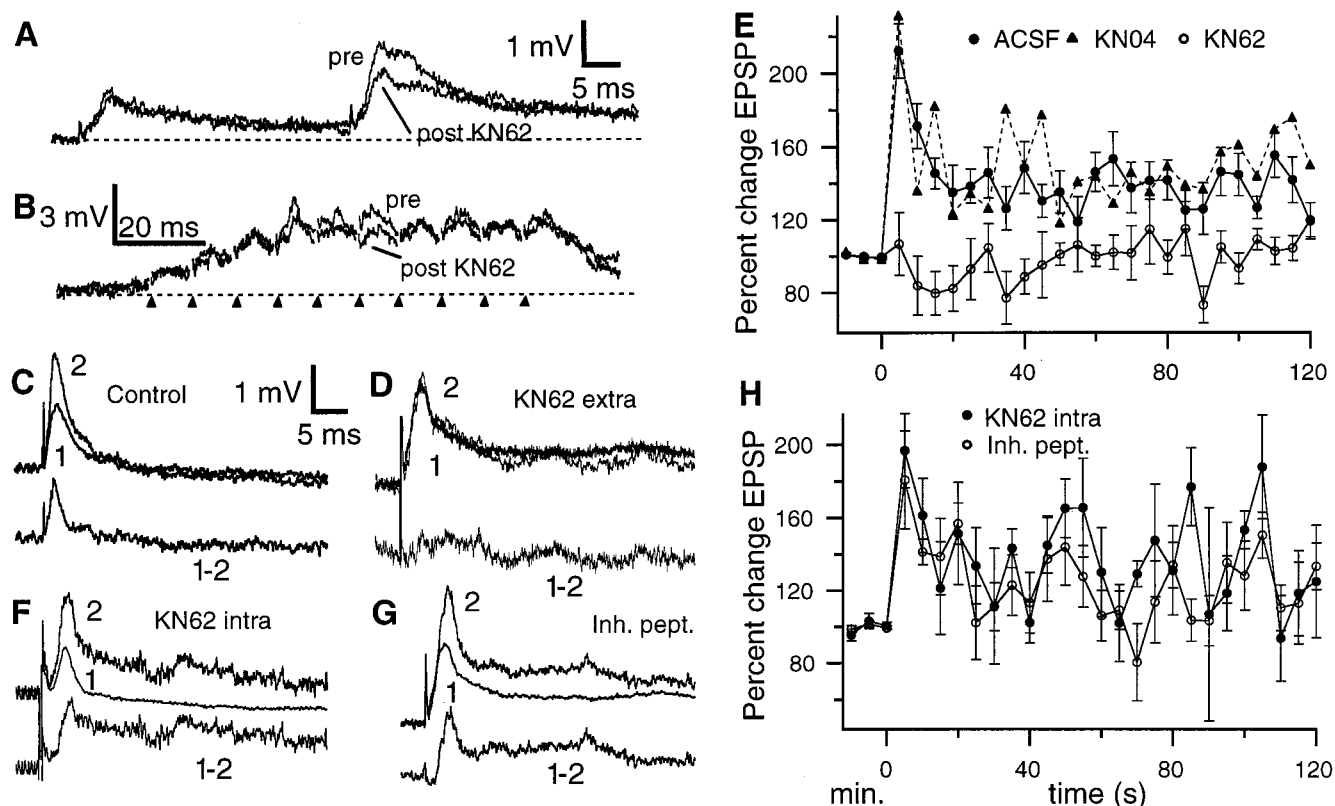 A
1 mV
5 ms
pre
post KN62
B
3 mV
20 ms
pre
post KN62
C
Control
2
1
1-2
1 mV
5 ms
D
KN62 extra
2
1
1-2
F
KN62 intra
2
1
1-2
G
Inh. pept.
2
1
1-2
E
ACSF KN04 KN62
Percent change EPSP
200
160
120
80
0 40 80 120
H
KN62 intra
Inh. pept.
Percent change EPSP
200
160
120
80
0 40 80 120
min. time (s)